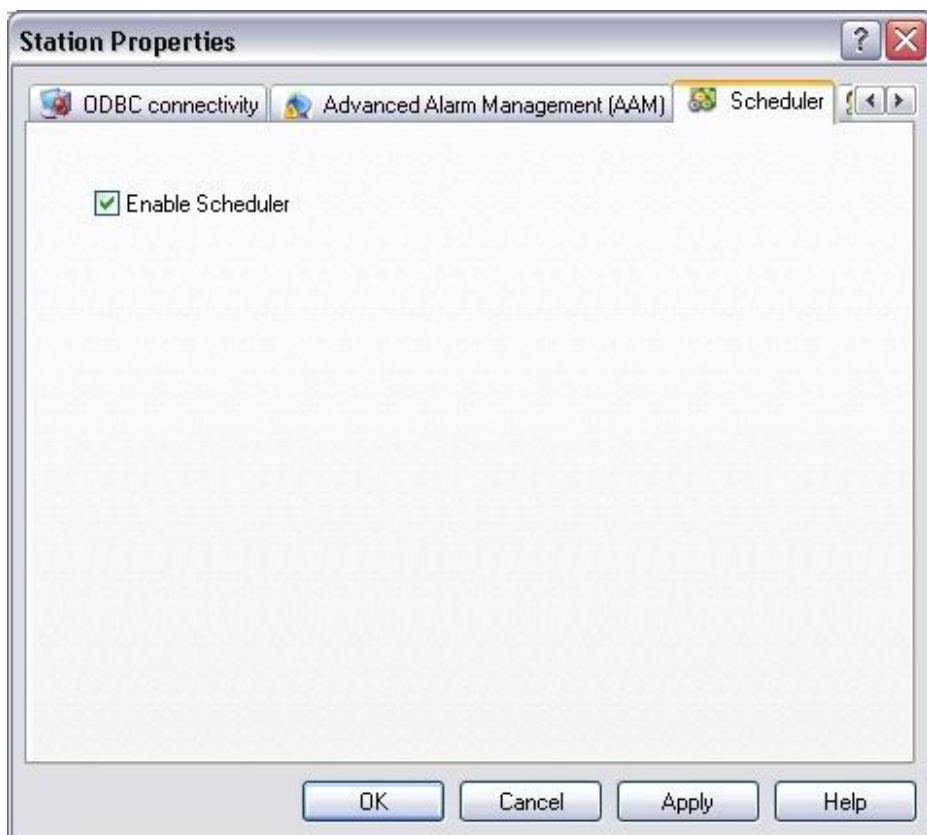 Station Properties
ODBC connectivity Advanced Alarm Management (AAM) Scheduler
Enable Scheduler
OK Cancel Apply Help